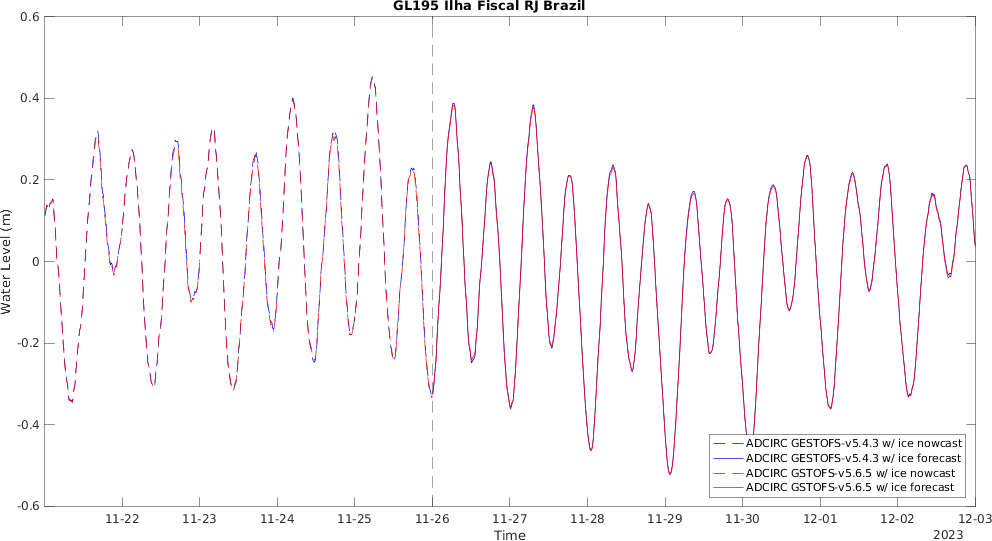 GL195 Ilha Fiscal RJ Brazil
0.6
0.4
0.2
0
-0.2
-0.4
-0.6
Water Level (m)
ADCIRC GESTOFS-v5.4.3 w/ ice nowcast
ADCIRC GESTOFS-v5.4.3 w/ ice forecast
ADCIRC GSTOFS-v5.6.5 w/ ice nowcast
ADCIRC GSTOFS-v5.6.5 w/ ice forecast
11-22 11-23 11-24 11-25 11-26 11-27 11-28 11-29 11-30 12-01 12-02 12-03
Time
2023